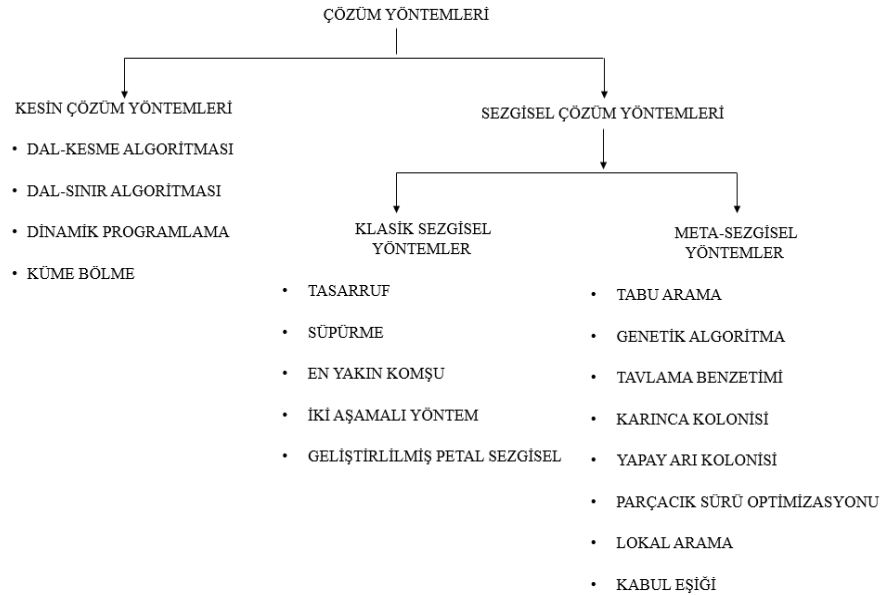 ÇÖZÜM YÖNTEMLERİ
KESİN ÇÖZÜM YÖNTEMLERİ
• DAL-KESME ALGORİTMASI
• DAL-SINIR ALGORİTMASI
• DİNAMİK PROGRAMLAMA
• KÜME BÖLME
SEZGİSEL ÇÖZÜM YÖNTEMLERİ
KLASİK SEZGİSEL
YÖNTEMLER
• TASARRUF
• SÜPÜRME
• EN YAKIN KOMŞU
• İKİ AŞAMALI YÖNTEM
• GELİŞTİRLİLMİŞ PETAL SEZGİSEL
META-SEZGİSEL
YÖNTEMLER
• TABU ARAMA
• GENETİK ALGORİTMA
• TAVLAMA BENZETİMİ
• KARINCA KOLONİSİ
• YAPAY ARI KOLONİSİ
• PARÇACIK SÜRÜ OPTİMİZASYONU
• LOKAL ARAMA
• KABUL EŞİĞİ